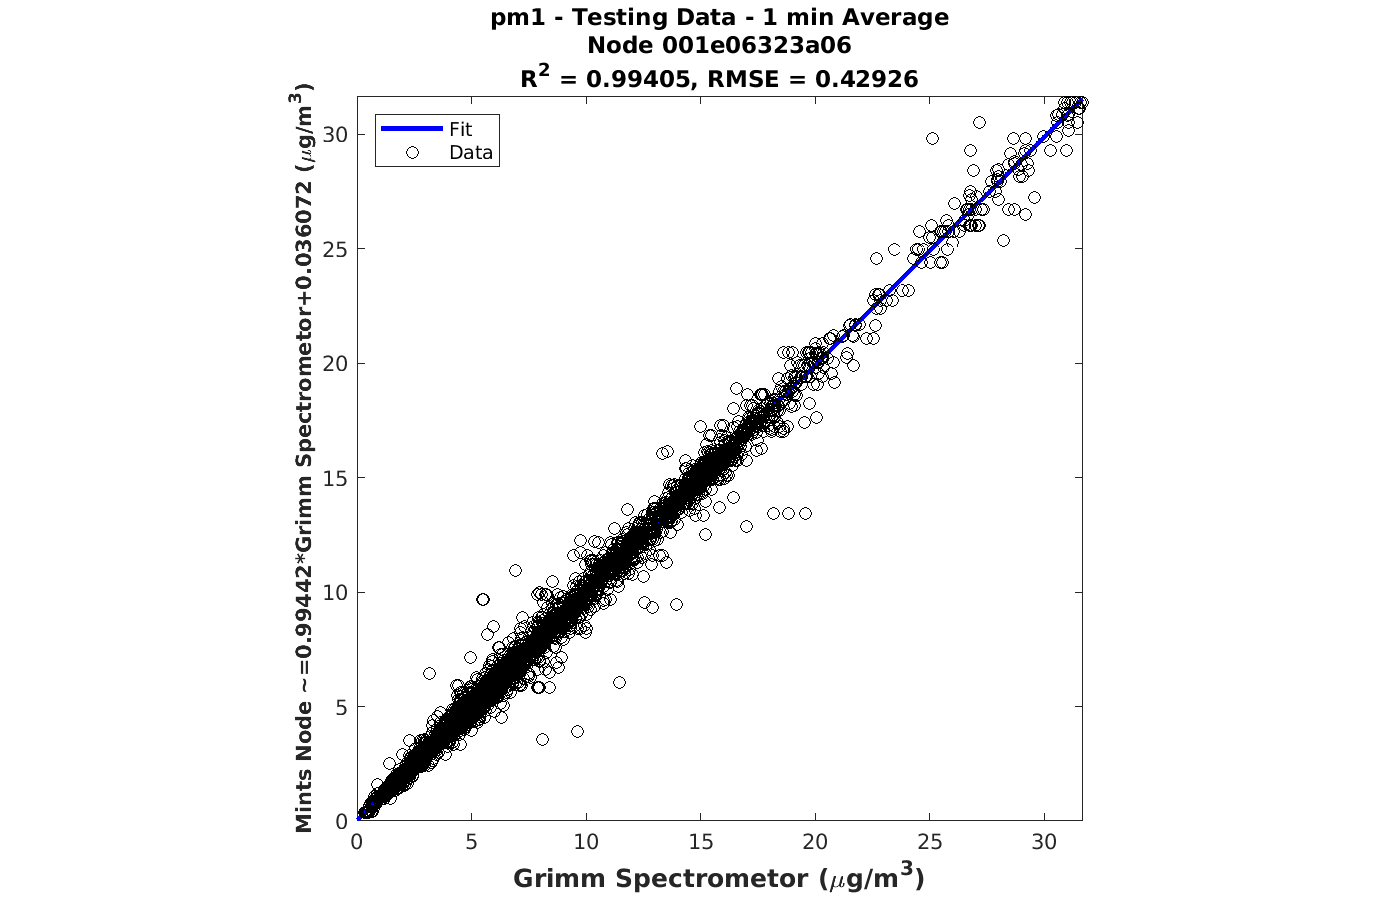 pm1 - Testing Data - 1 min Average
Node 001e06323a06
R² = 0.99405, RMSE = 0.42926
Mints Node ~=0.99442*Grimm Spectrometor+0.036072 (μg/m³)
Fit
Data
30
25
20
15
10
5
0
0 5 10 15 20 25 30
Grimm Spectrometor (μg/m³)